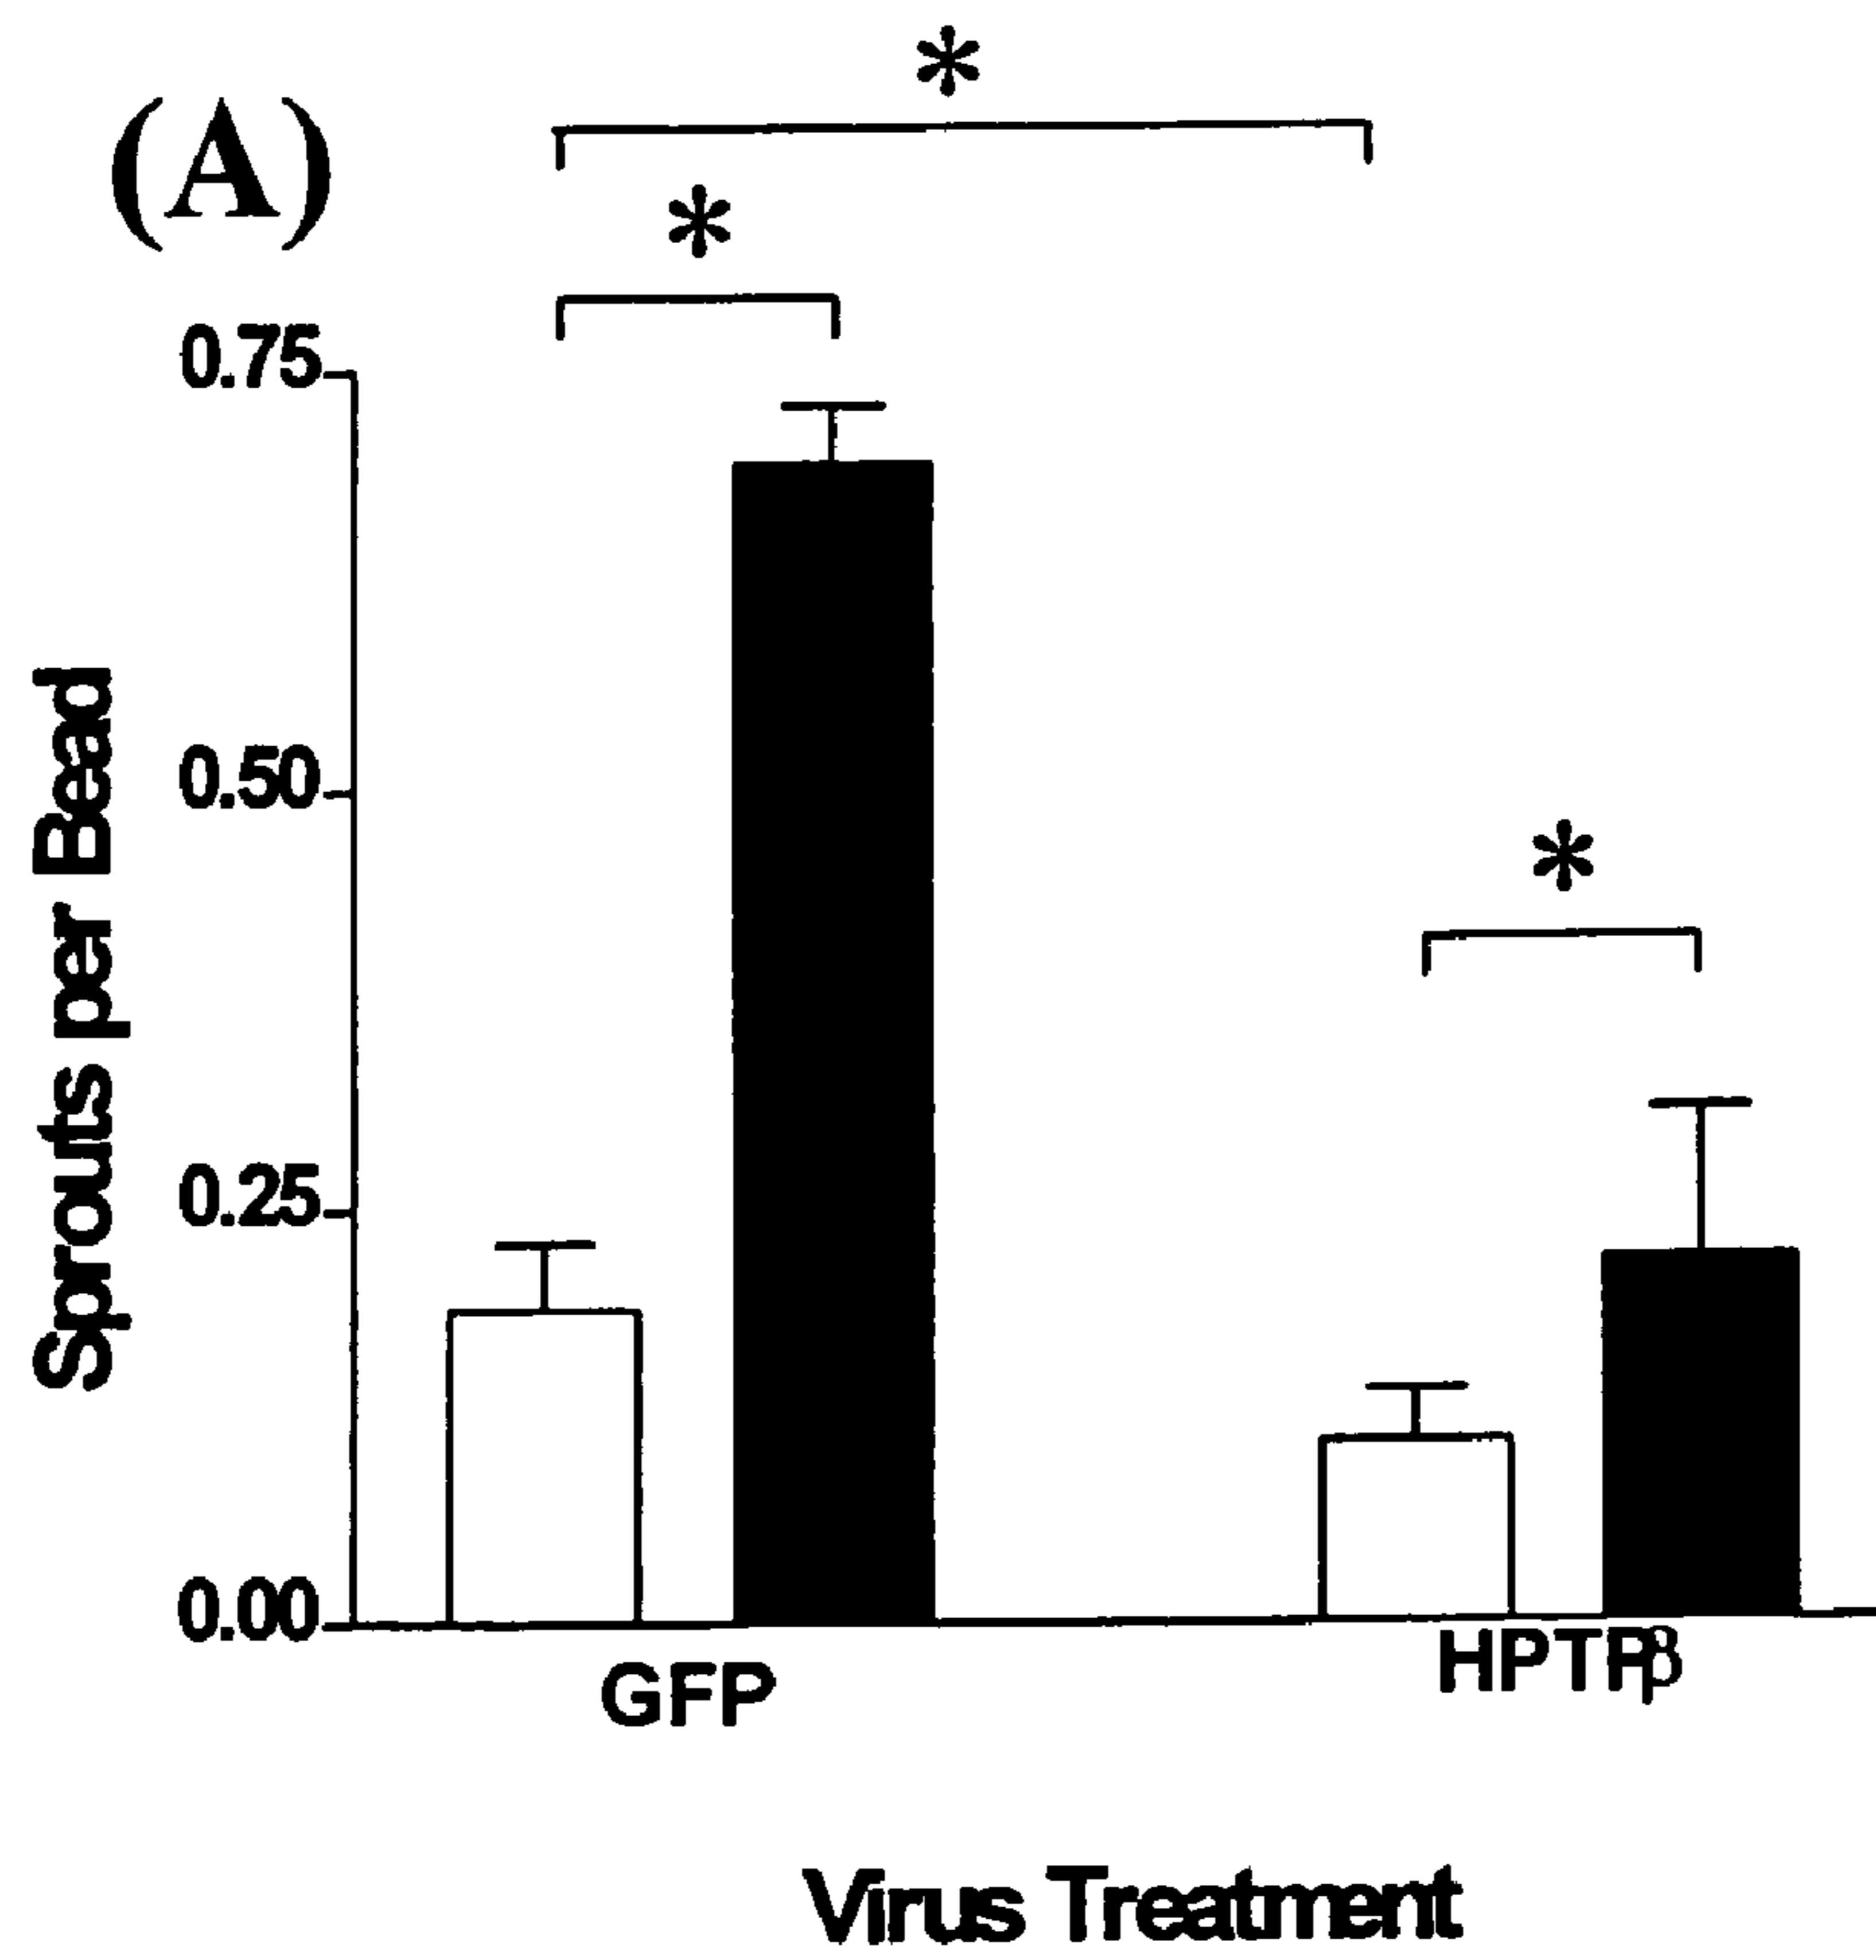 *
(A)
*
0.75
0.50
*
0.25
0.00
Sprouts per Bead
GFP HPTPβ
Virus Treatment